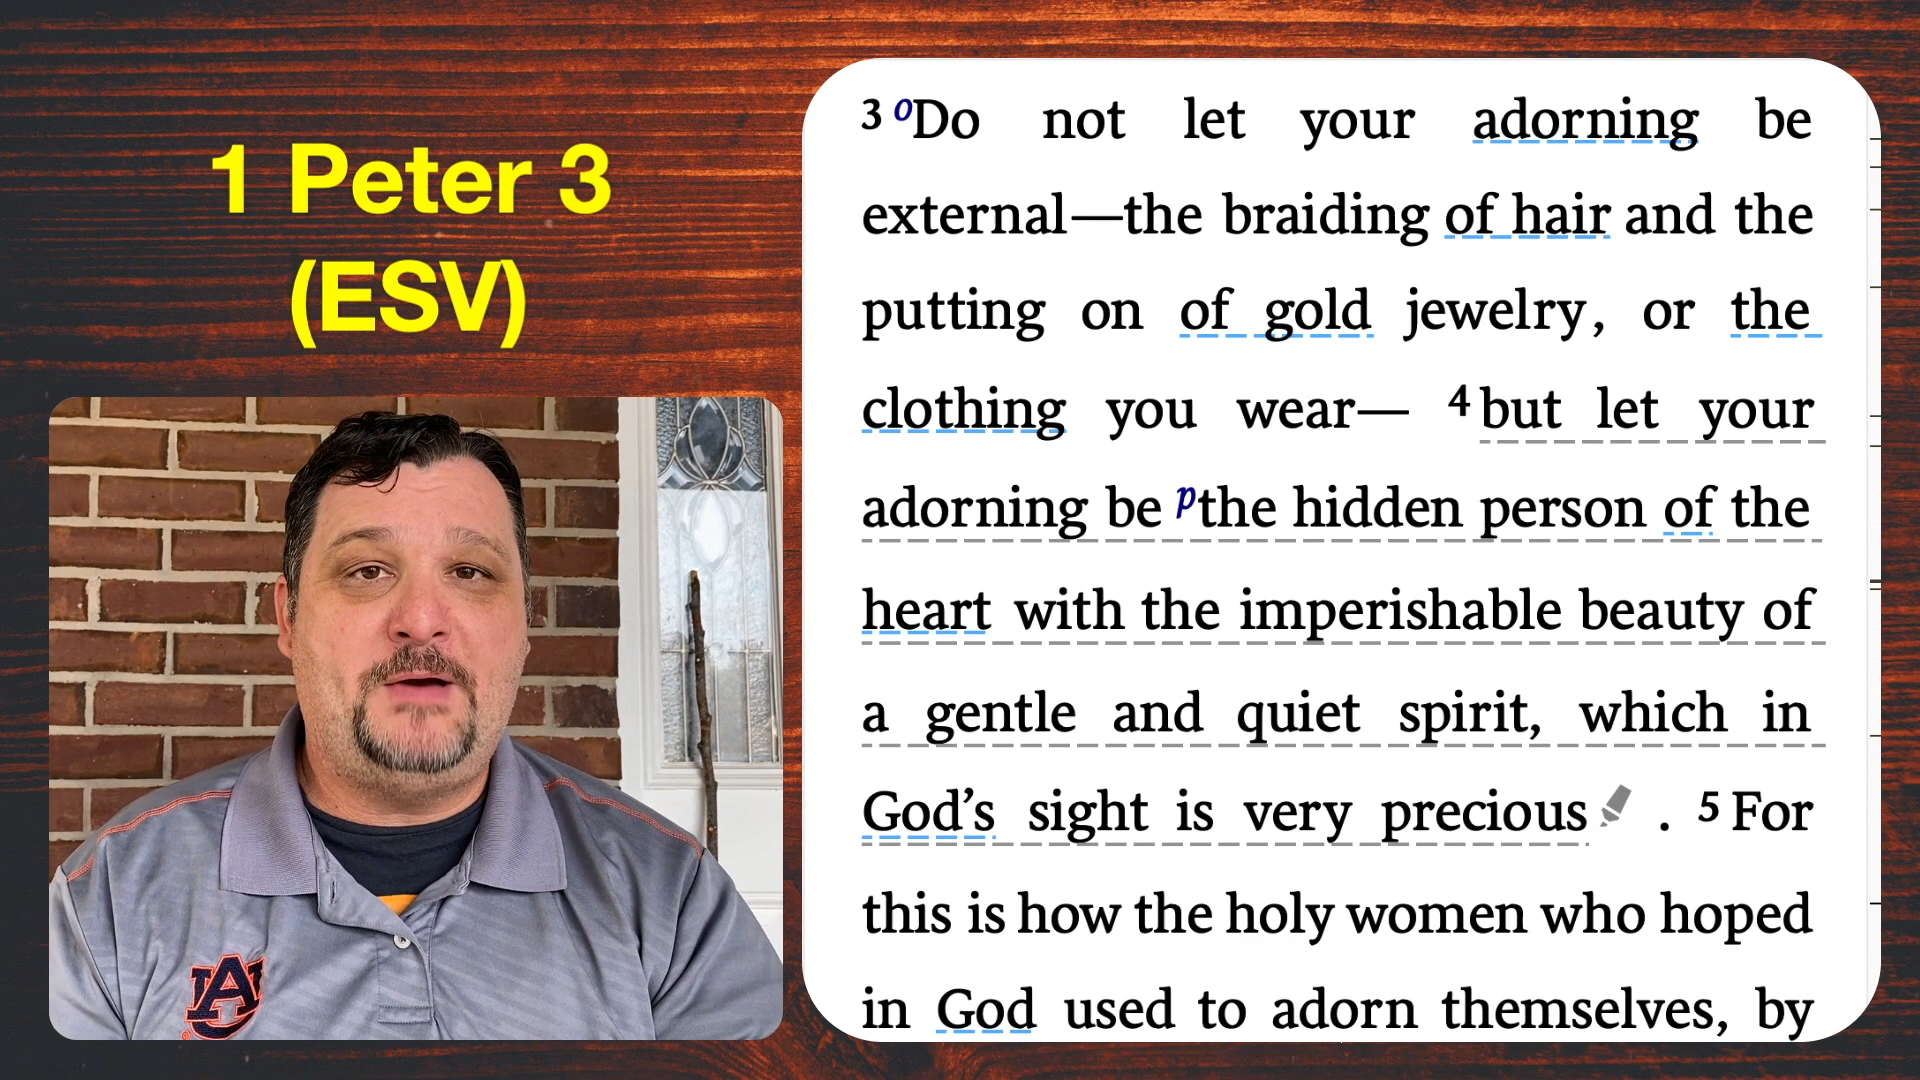 1 Peter 3
(ESV)
3 oDo not let your adorning be
external—the braiding of hair and the
putting on of gold jewelry, or the
clothing you wear— 4 but let your
adorning be pthe hidden person of the
heart with the imperishable beauty of
a gentle and quiet spirit, which in
God’s sight is very precious . 5 For
this is how the holy women who hoped
in God used to adorn themselves, by
AU